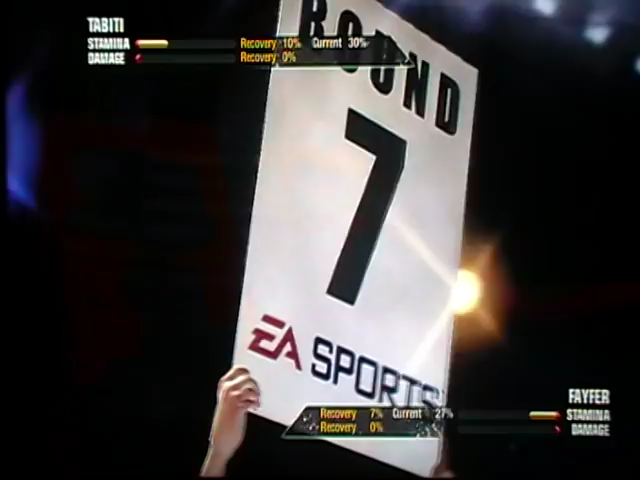 TABITI
STAMINA Recovery 10% Current 30%
DAMAGE Recovery 0%
ROUND
7
EA SPORTS
FAYFER
Recovery 7% Current 27% STAMINA
Recovery 0% DAMAGE